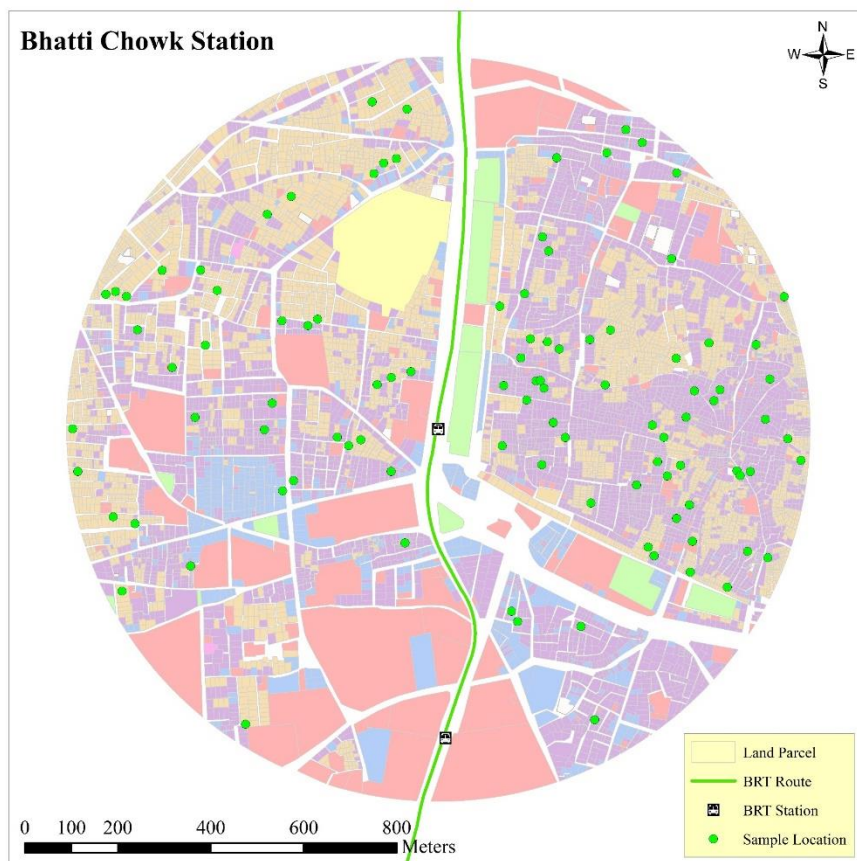 Bhatti Chowk Station
N
W E
S
Land Parcel
BRT Route
BRT Station
Sample Location
0 100 200 400 600 800
Meters